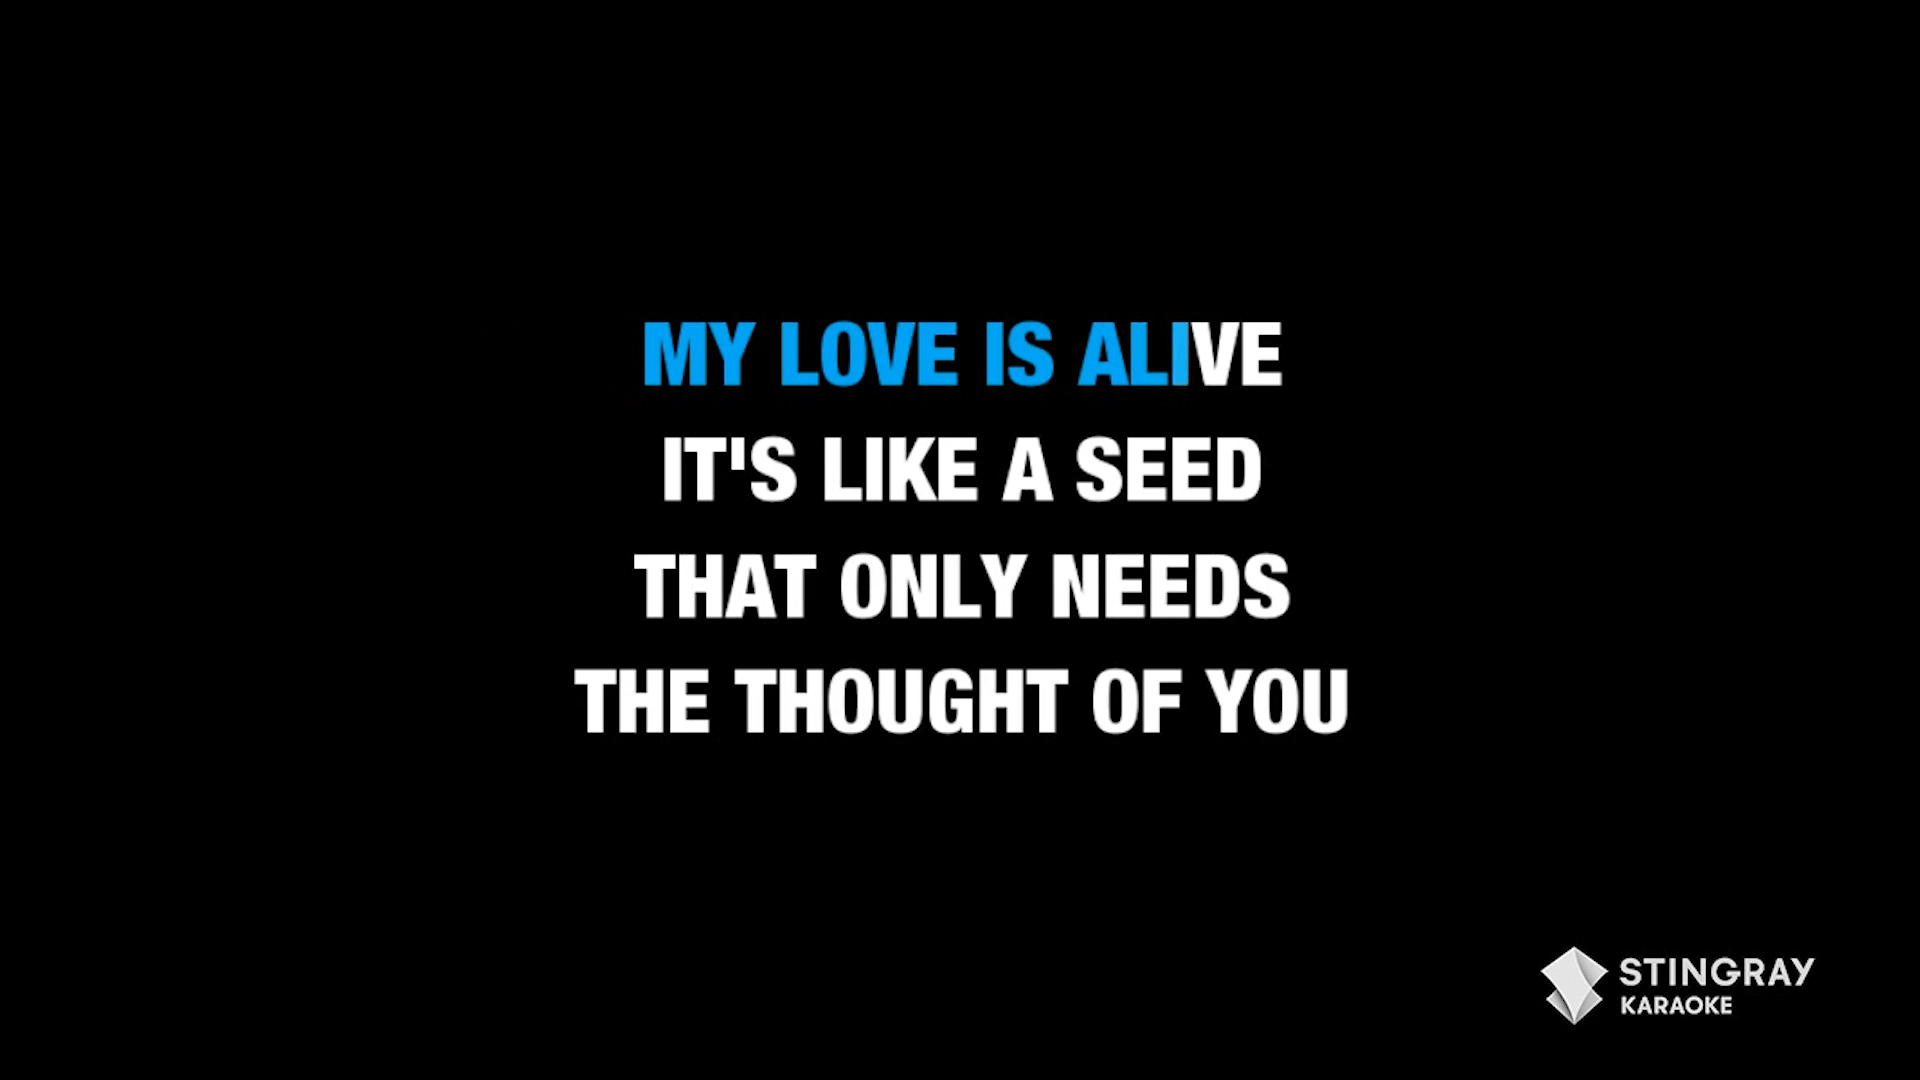 MY LOVE IS ALIVE
IT'S LIKE A SEED
THAT ONLY NEEDS
THE THOUGHT OF YOU
STINGRAY
KARAOKE